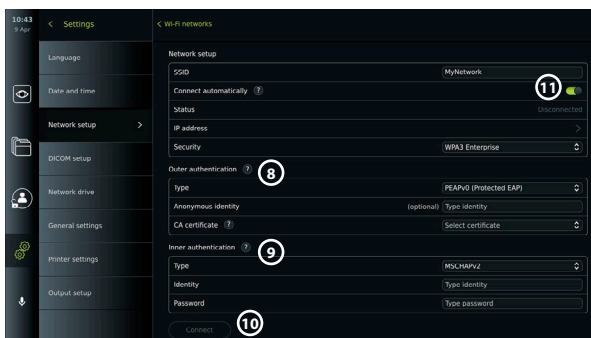 10:43
9 Apr
< Settings
Language
Date and time
Network setup >
DICOM setup
Network drive
General settings
Printer settings
Output setup
< Wi-Fi networks
Network setup
SSID MyNetwork
Connect automatically ? 11
Status Disconnected
IP address >
Security WPA3 Enterprise
Outer authentication ? 8
Type PEAPv0 (Protected EAP)
Anonymous identity (optional) Type identity
CA certificate ? Select certificate
Inner authentication ? 9
Type MSCHAPv2
Identity Type identity
Password Type password
Connect 10